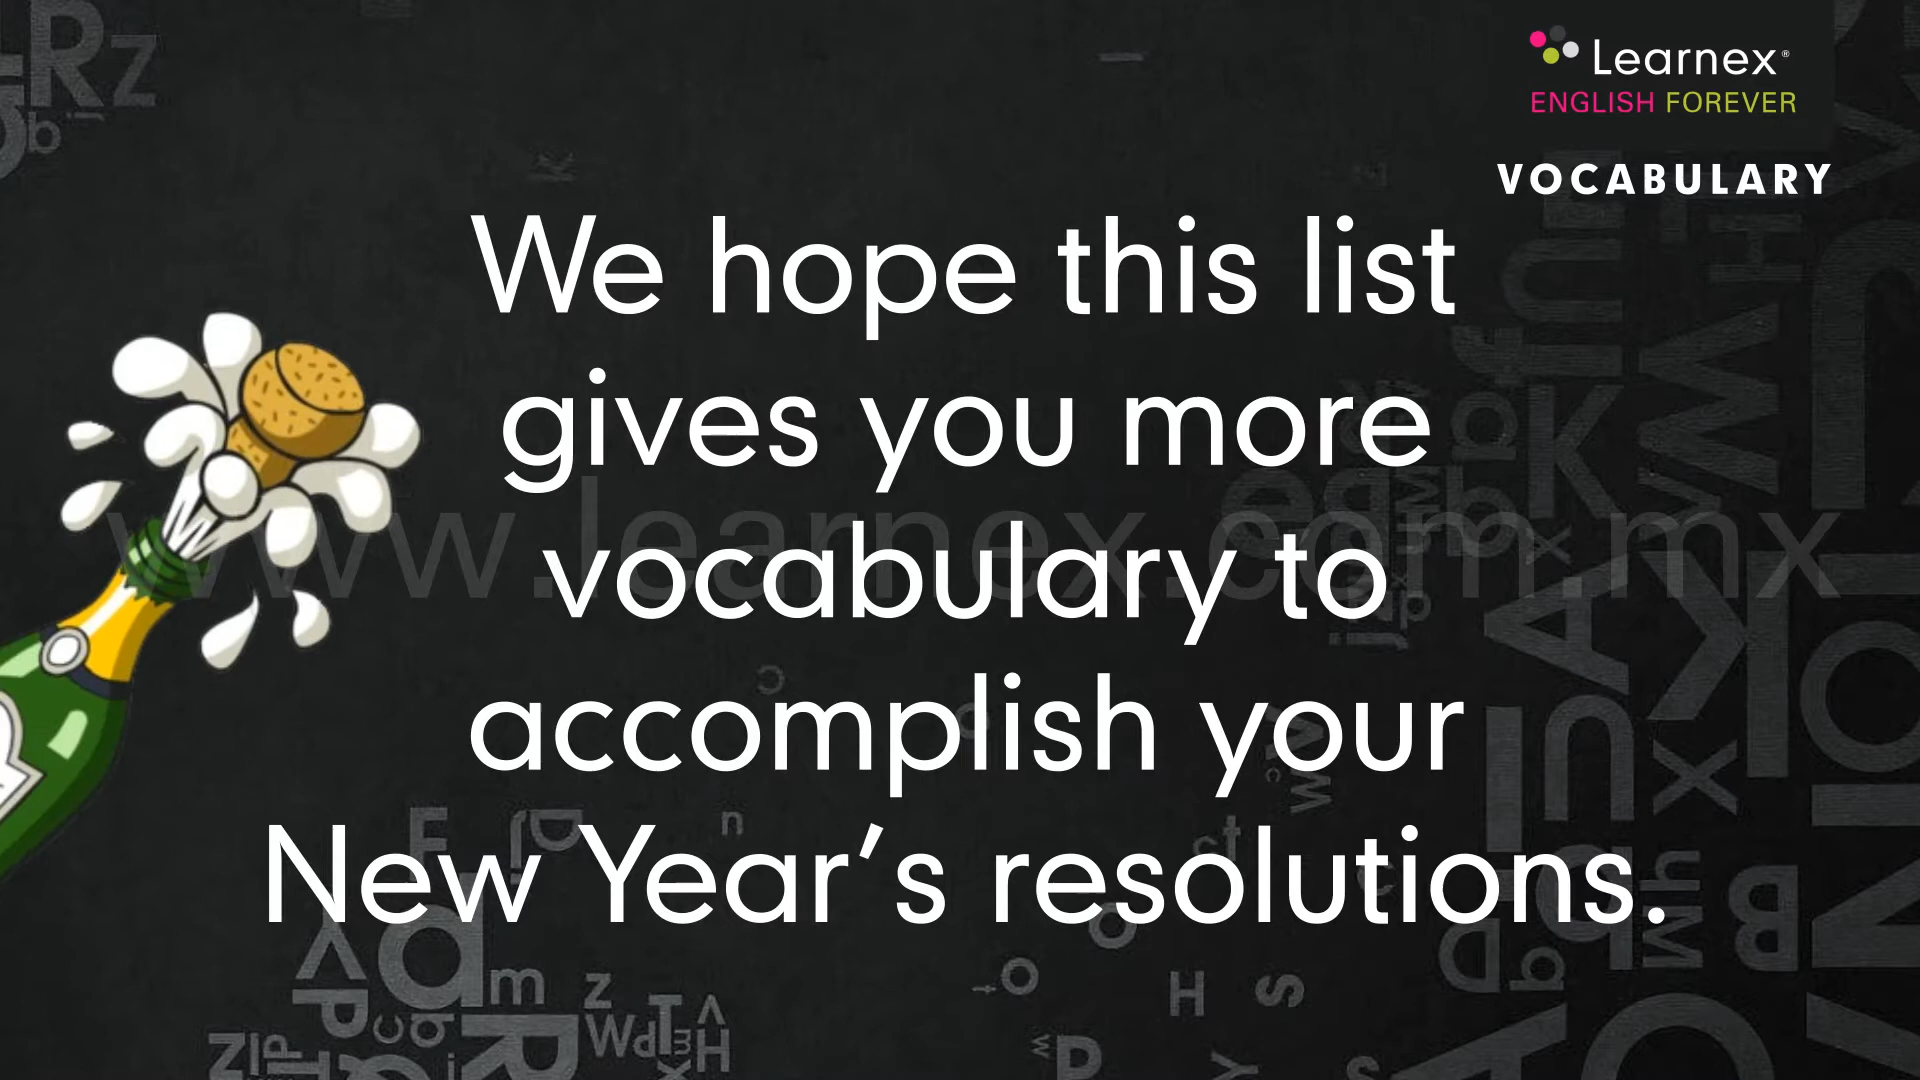 Learnex®
ENGLISH FOREVER
VOCABULARY
We hope this list
gives you more
vocabulary to
accomplish your
New Year’s resolutions.
www.learnex.com.mx